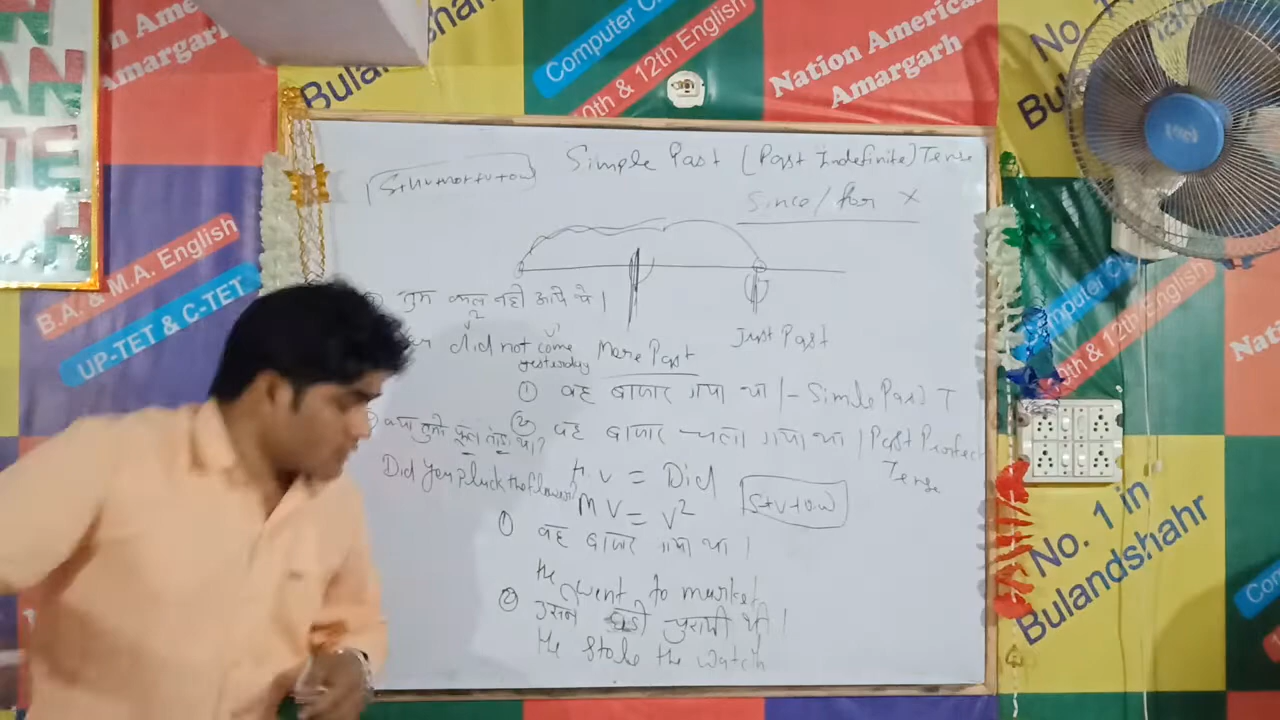 Simple Past (Past Indefinite) Tense
Since / for ×
तुम कल नहीं आये थे।
did not come
yesterday
More Past
Just Past
① वह बाजार गया था |- Simple Past T
② वह बाजार चला गया था | Past Perfect
Tense
क्या तुमने फूल तोड़ा था?
Did You pluck the flower
H.V = Did
M V = V²
S+V+O.W
① वह बाजार गया था।
He went to market
② उसने घड़ी चुरायी थी।
He stole the watch
Computer
10th & 12th English
Nation America
Amargarh
No. 1 in
Bulandshahr
B.A. & M.A. English
UP-TET & C-TET